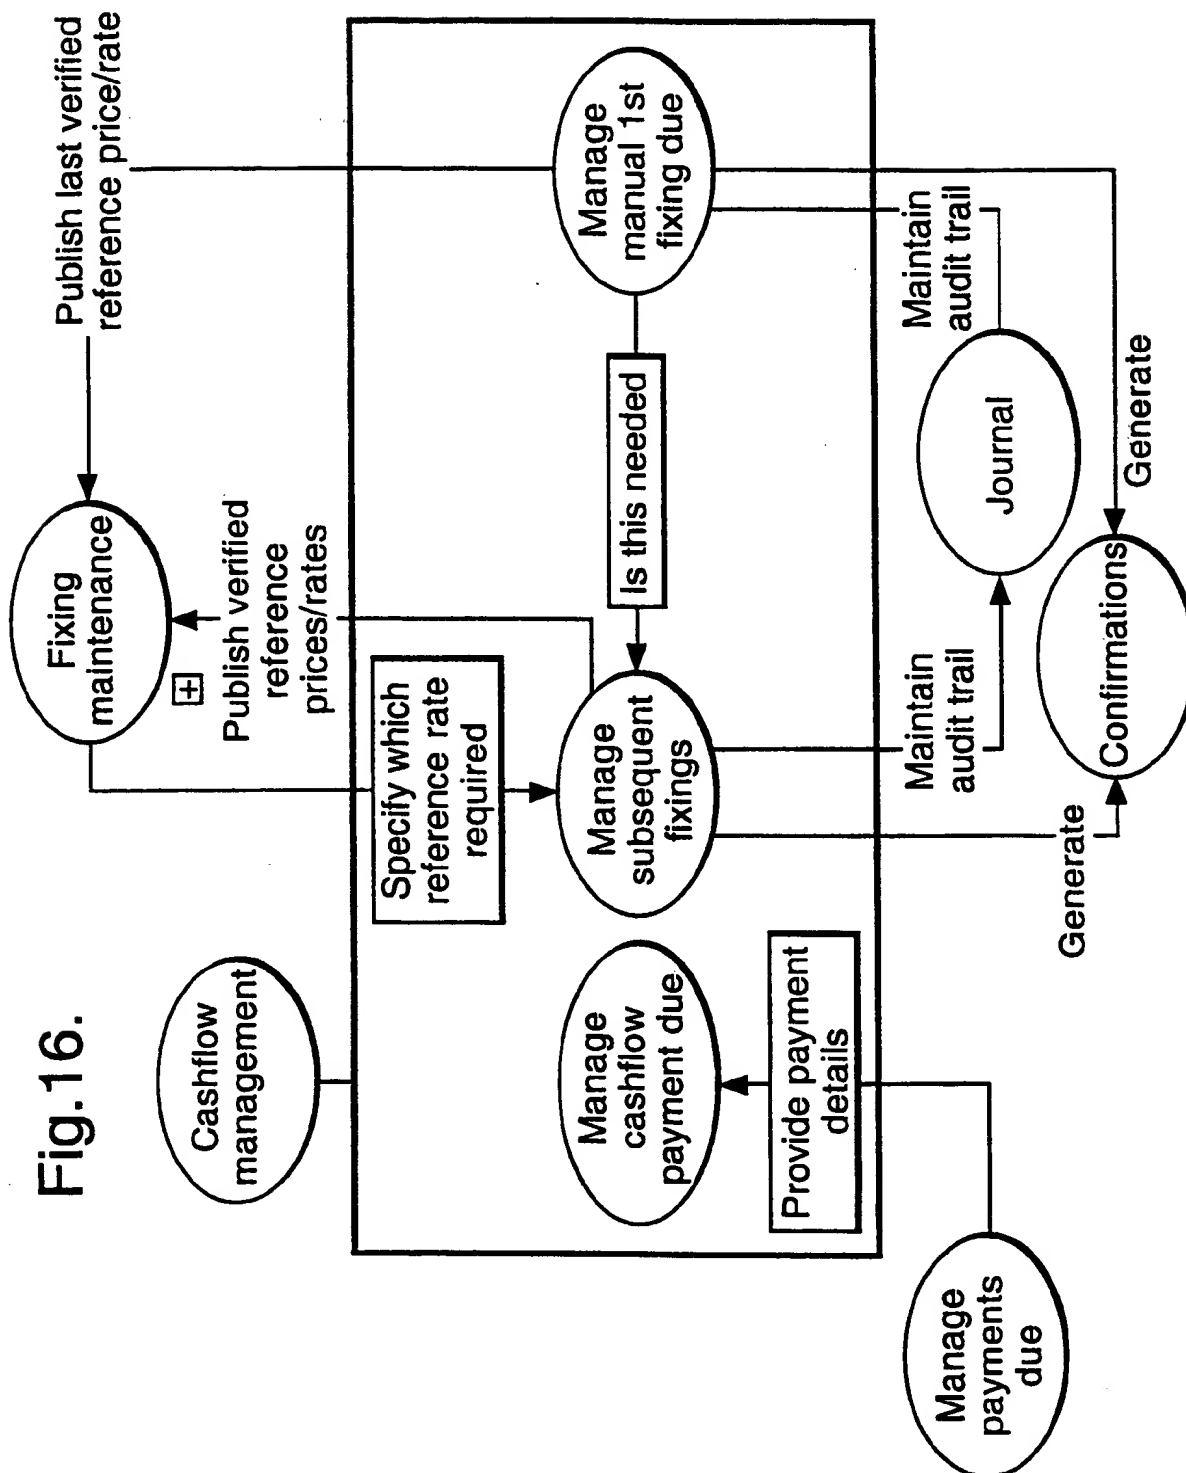 Fig.16.
Cashflow
management
Fixing
maintenance
Publish last verified
reference price/rate
+
Publish verified
reference
prices/rates
Specify which
reference rate
required
Manage
cashflow
payment due
Manage
subsequent
fixings
Is this needed
Manage
manual 1st
fixing due
Provide payment
details
Manage
payments
due
Maintain
audit trail
Maintain
audit trail
Journal
Generate
Confirmations
Generate